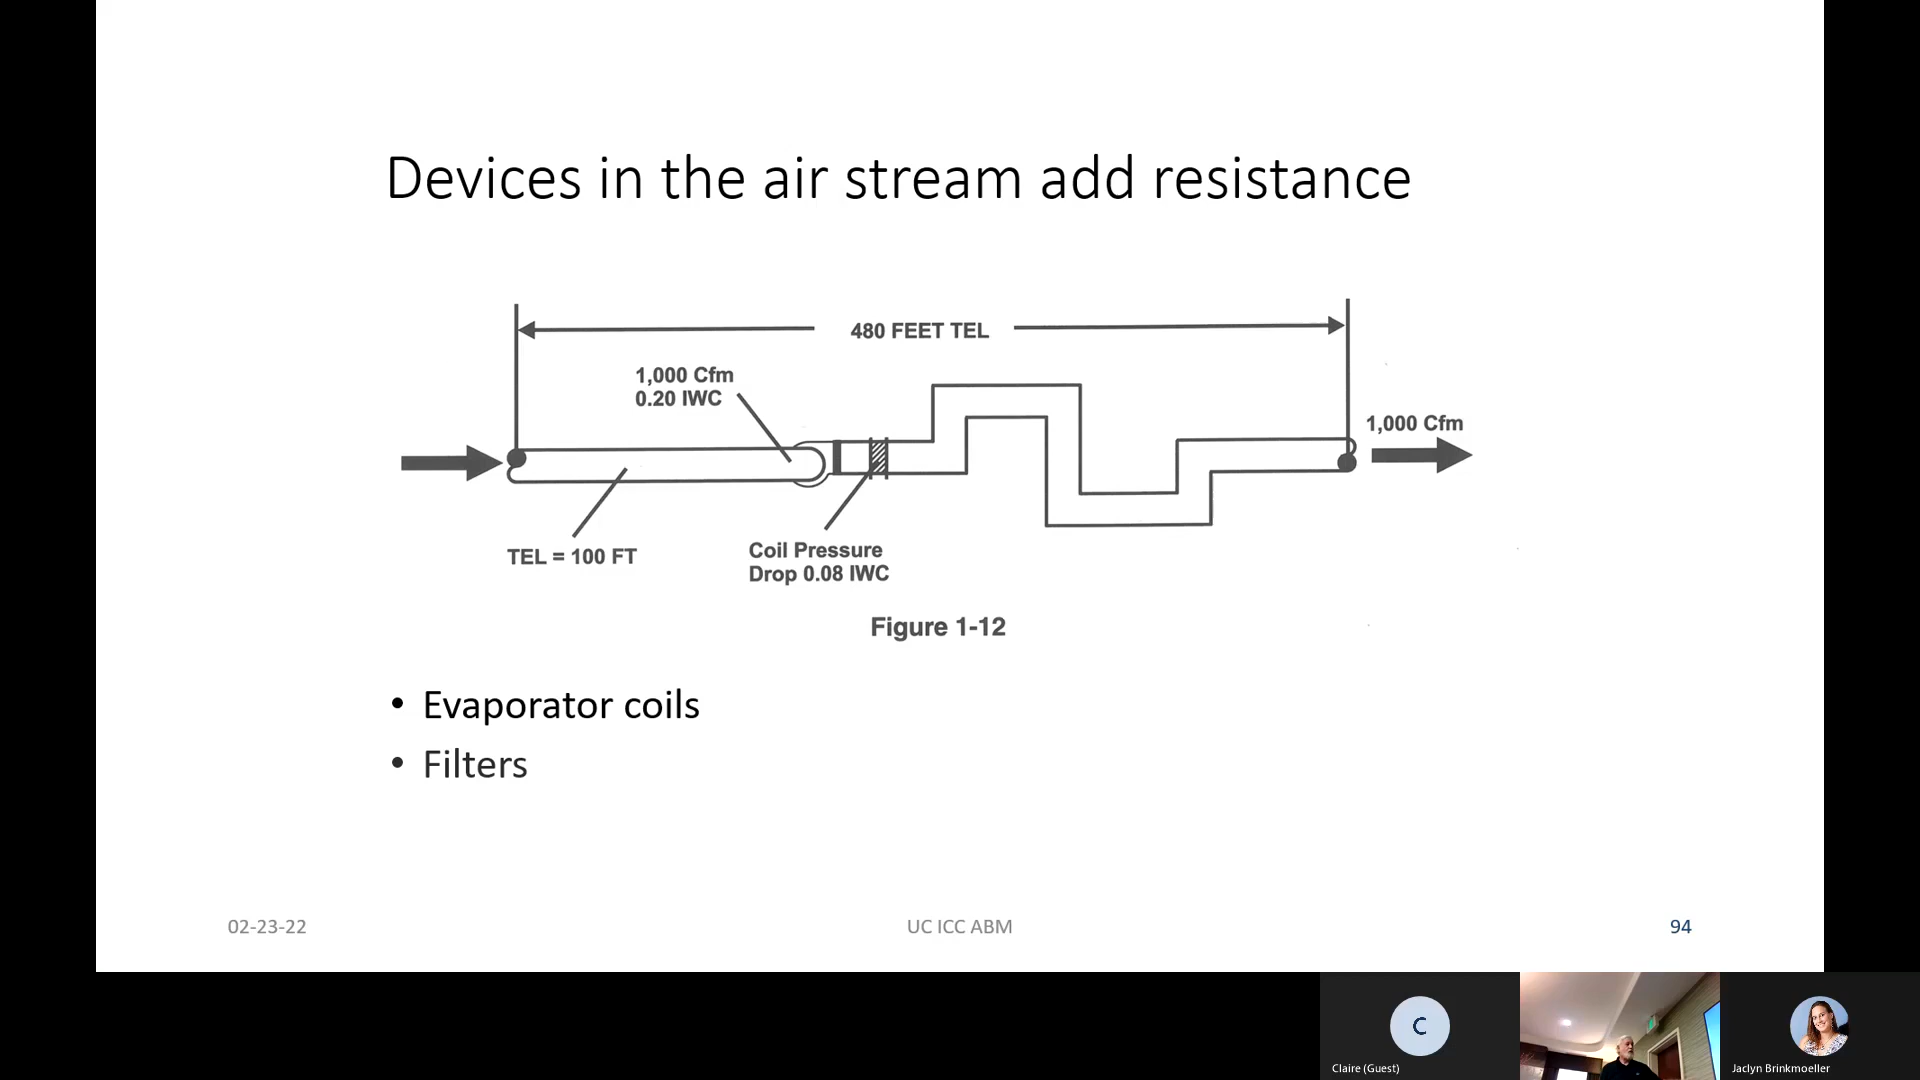 Devices in the air stream add resistance
480 FEET TEL
1,000 Cfm
0.20 IWC
1,000 Cfm
TEL = 100 FT
Coil Pressure
Drop 0.08 IWC
Figure 1-12
• Evaporator coils
• Filters
02-23-22
UC ICC ABM
94
C
Claire (Guest)
Jaclyn Brinkmoeller